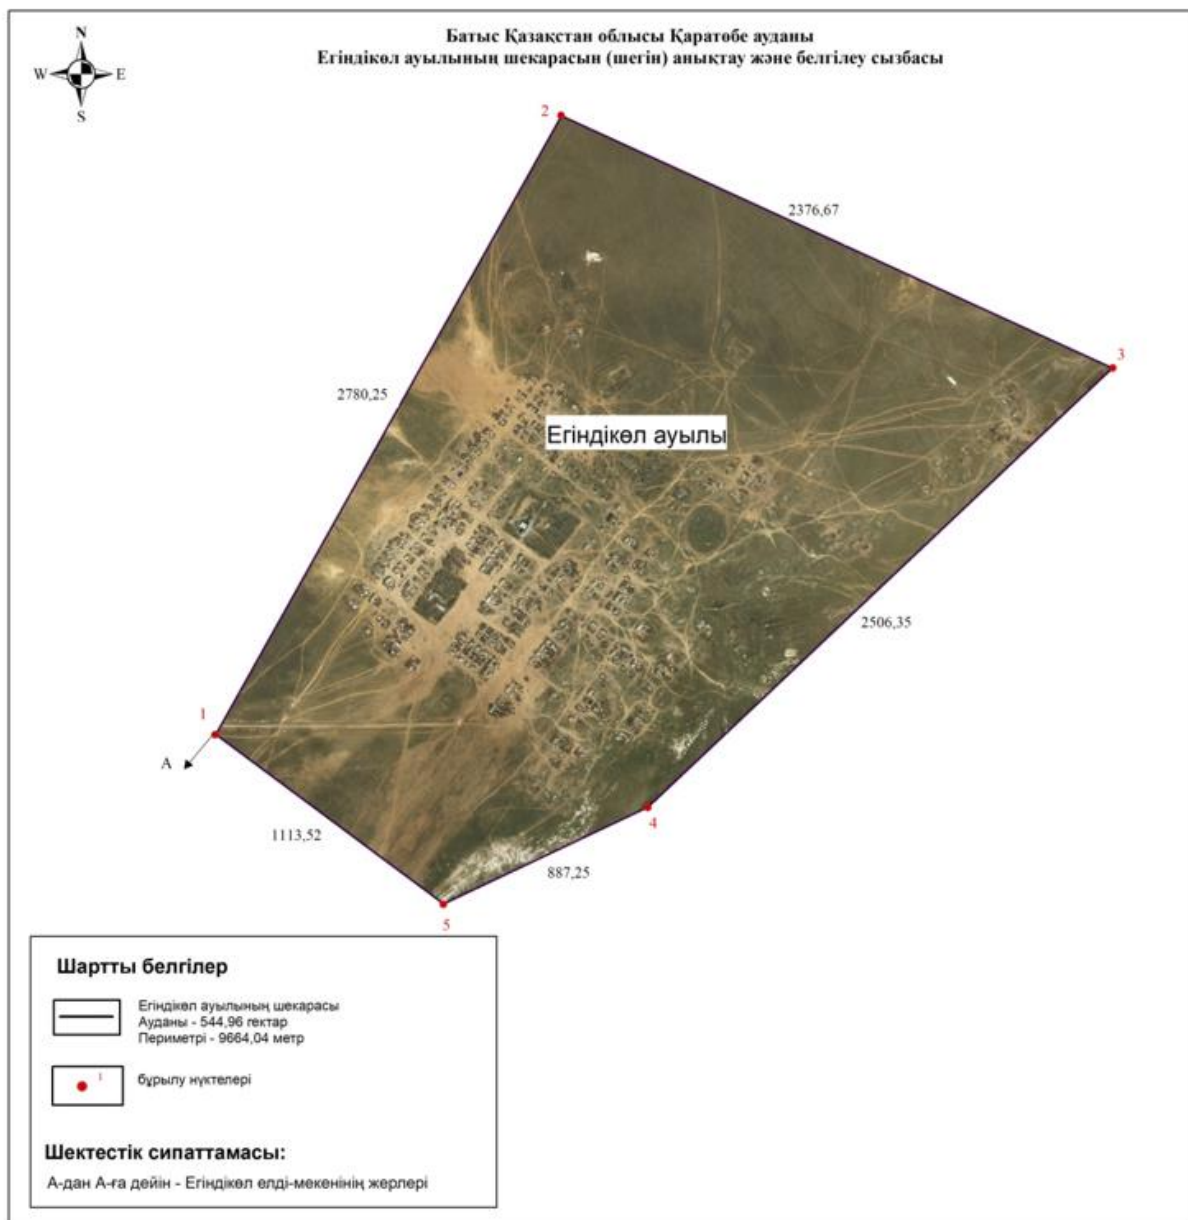 N
W E
S
Батыс Қазақстан облысы Қаратөбе ауданы
Егіндікөл ауылының шекарасын (шегін) анықтау және белгілеу сызбасы
2
2376,67
3
2780,25
Егіндікөл ауылы
2506,35
1
A
4
1113,52
887,25
5
Шартты белгілер
Егіндікөл ауылының шекарасы
Ауданы - 544,96 гектар
Периметрі - 9664,04 метр
1
бұрылу нүктелері
Шектестік сипаттамасы:
А-дан А-ға дейін - Егіндікөл елді-мекенінің жерлері